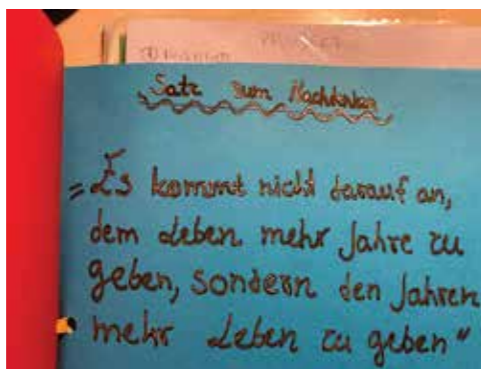 Satz zum Nachdenken
"Es kommt nicht darauf an,
dem Leben mehr Jahre zu
geben, sondern den Jahren
mehr Leben zu geben"